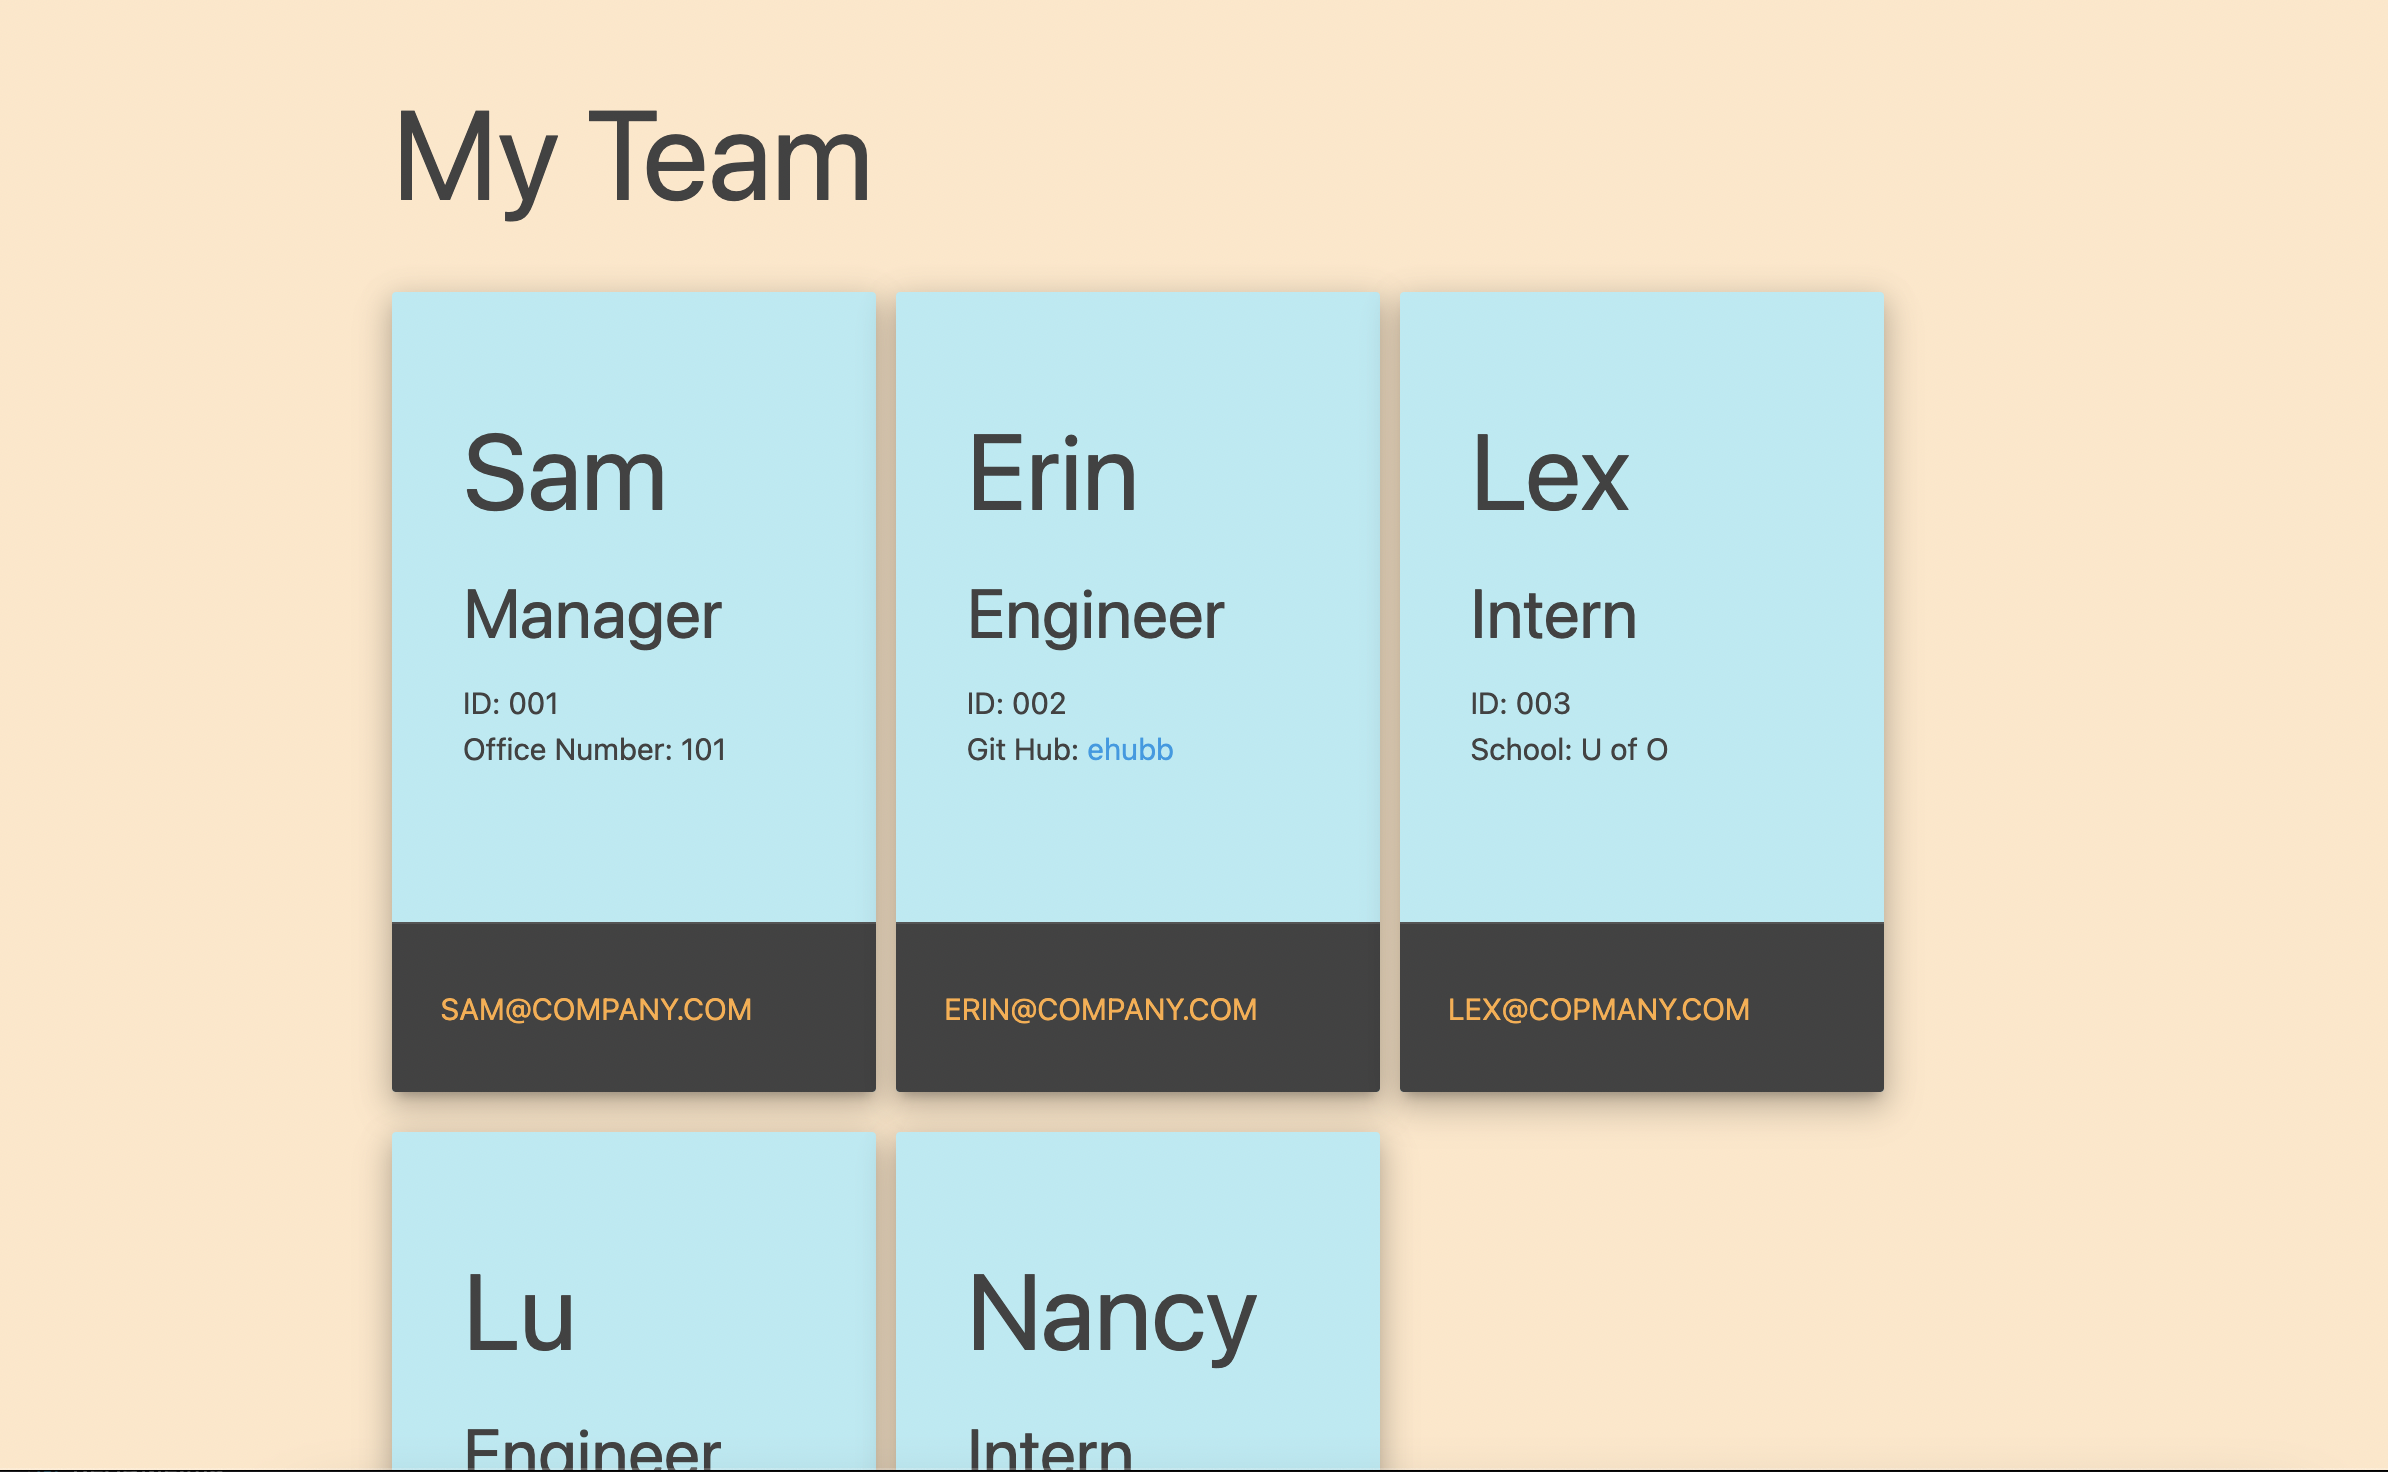 My Team
Sam
Manager
ID: 001
Office Number: 101
SAM@COMPANY.COM
Erin
Engineer
ID: 002
Git Hub: ehubb
ERIN@COMPANY.COM
Lex
Intern
ID: 003
School: U of O
LEX@COPMANY.COM
Lu
Engineer
Nancy
Intern